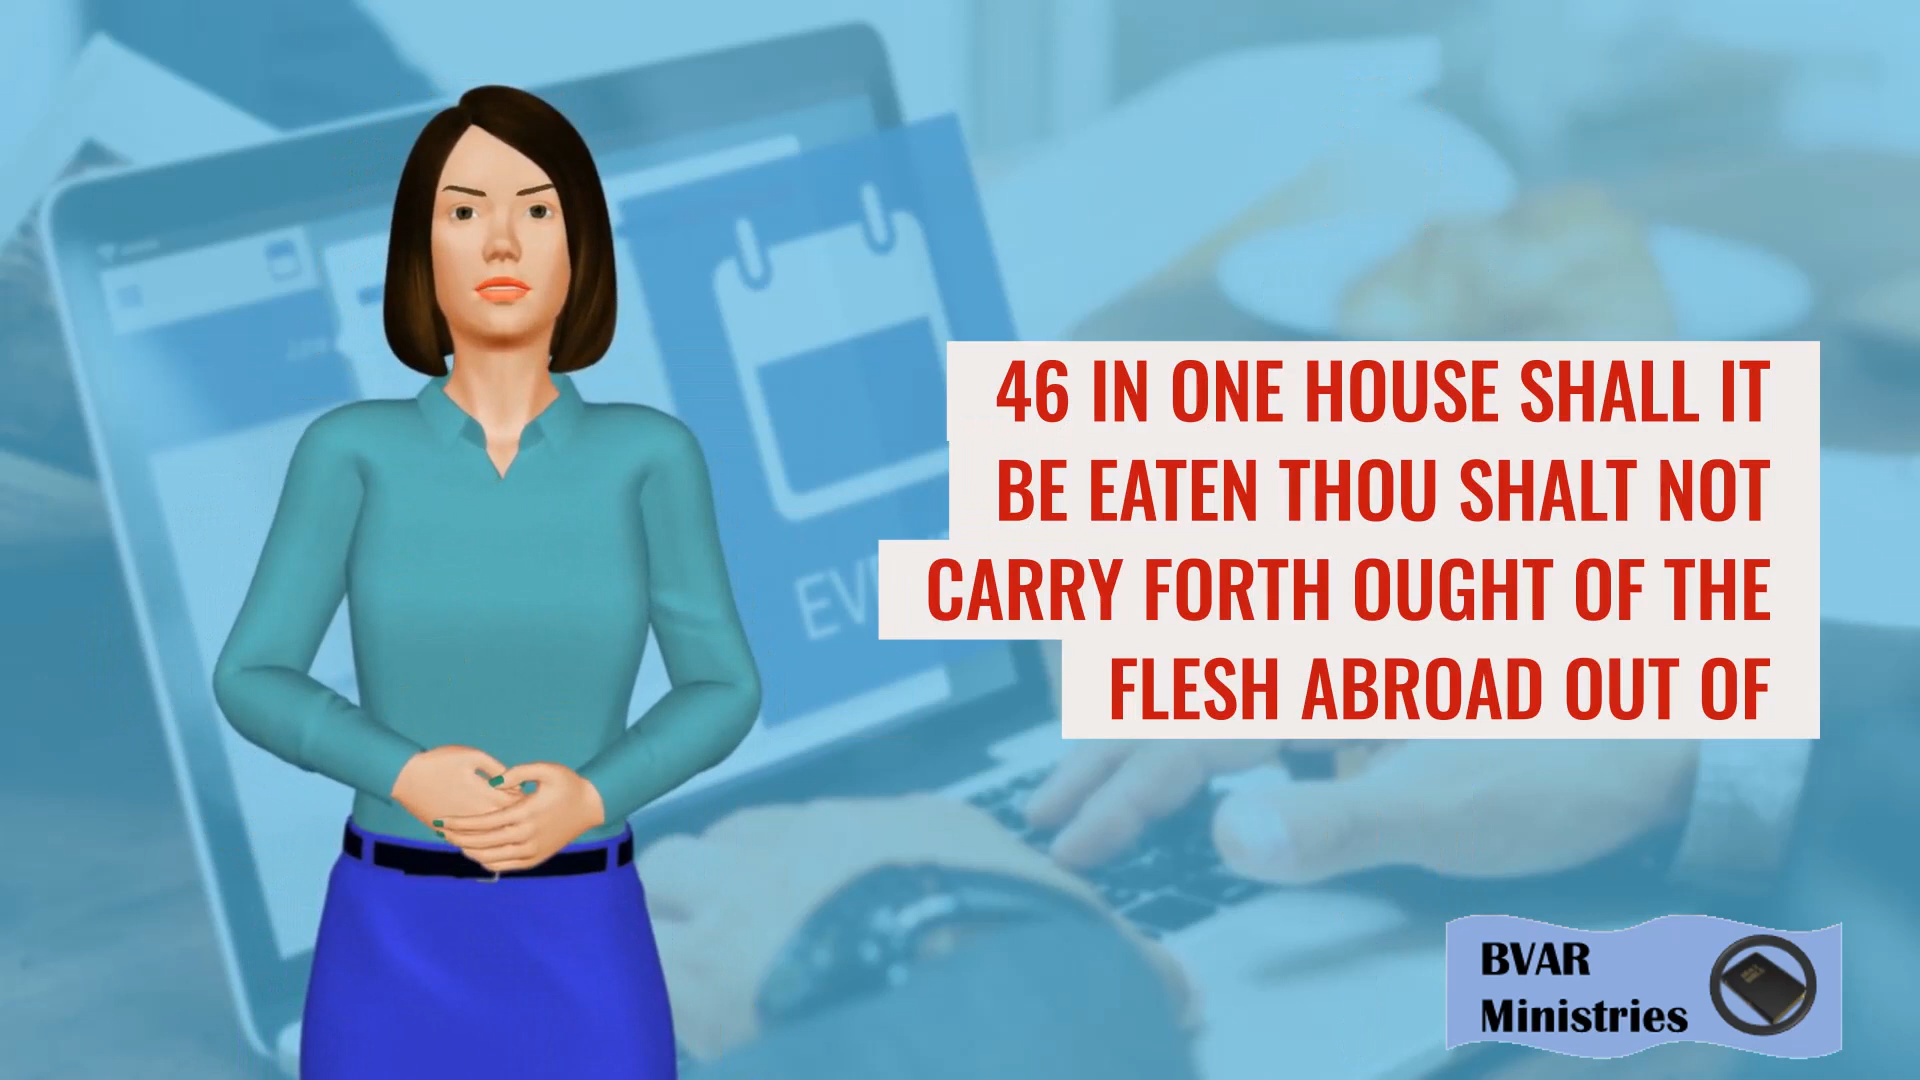 46 IN ONE HOUSE SHALL IT
BE EATEN THOU SHALT NOT
CARRY FORTH OUGHT OF THE
FLESH ABROAD OUT OF
EV
BVAR
Ministries